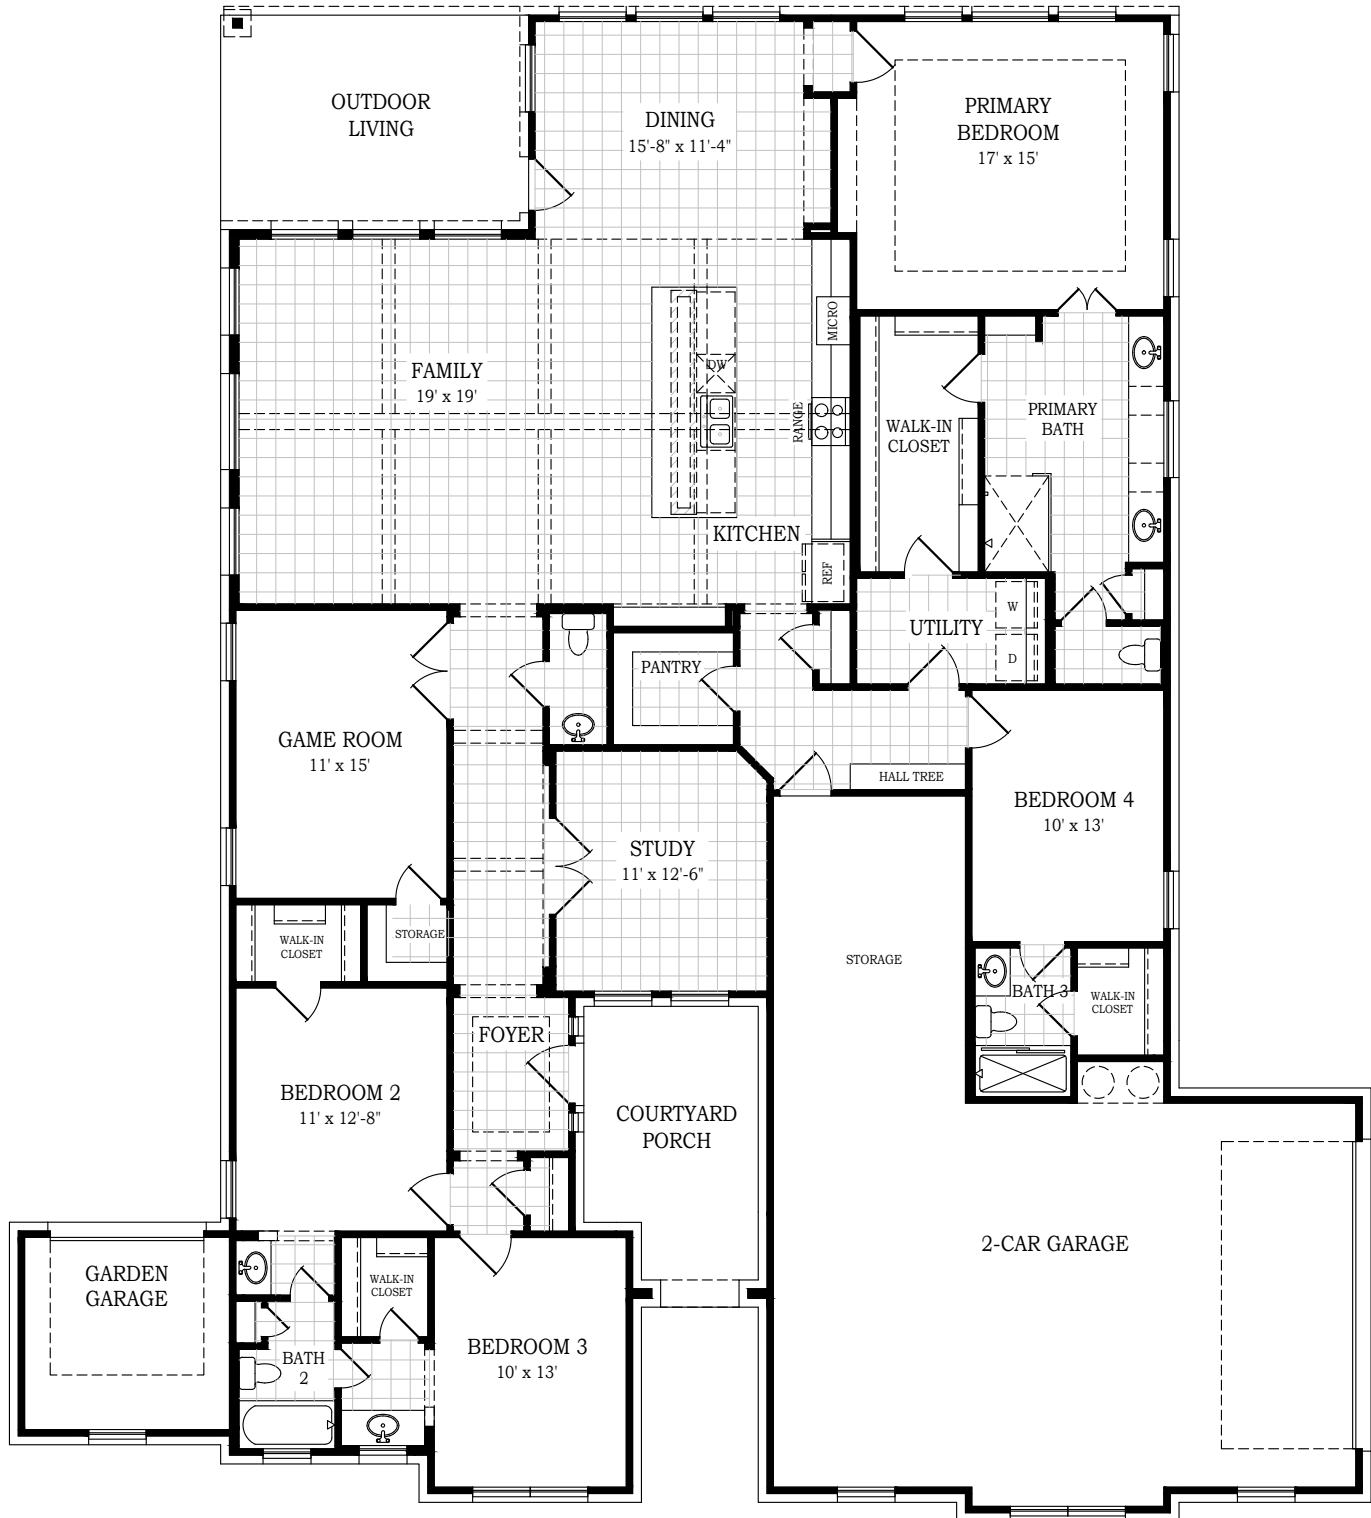 OUTDOOR
LIVING
DINING
15'-8" x 11'-4"
PRIMARY
BEDROOM
17' x 15'
FAMILY
19' x 19'
DW
MICRO
RANGE
KITCHEN
REF
WALK-IN
CLOSET
PRIMARY
BATH
UTILITY
W
D
PANTRY
GAME ROOM
11' x 15'
HALL TREE
STUDY
11' x 12'-6"
BEDROOM 4
10' x 13'
WALK-IN
CLOSET
STORAGE
STORAGE
BATH 3
WALK-IN
CLOSET
FOYER
BEDROOM 2
11' x 12'-8"
COURTYARD
PORCH
2-CAR GARAGE
GARDEN
GARAGE
WALK-IN
CLOSET
BATH
2
BEDROOM 3
10' x 13'